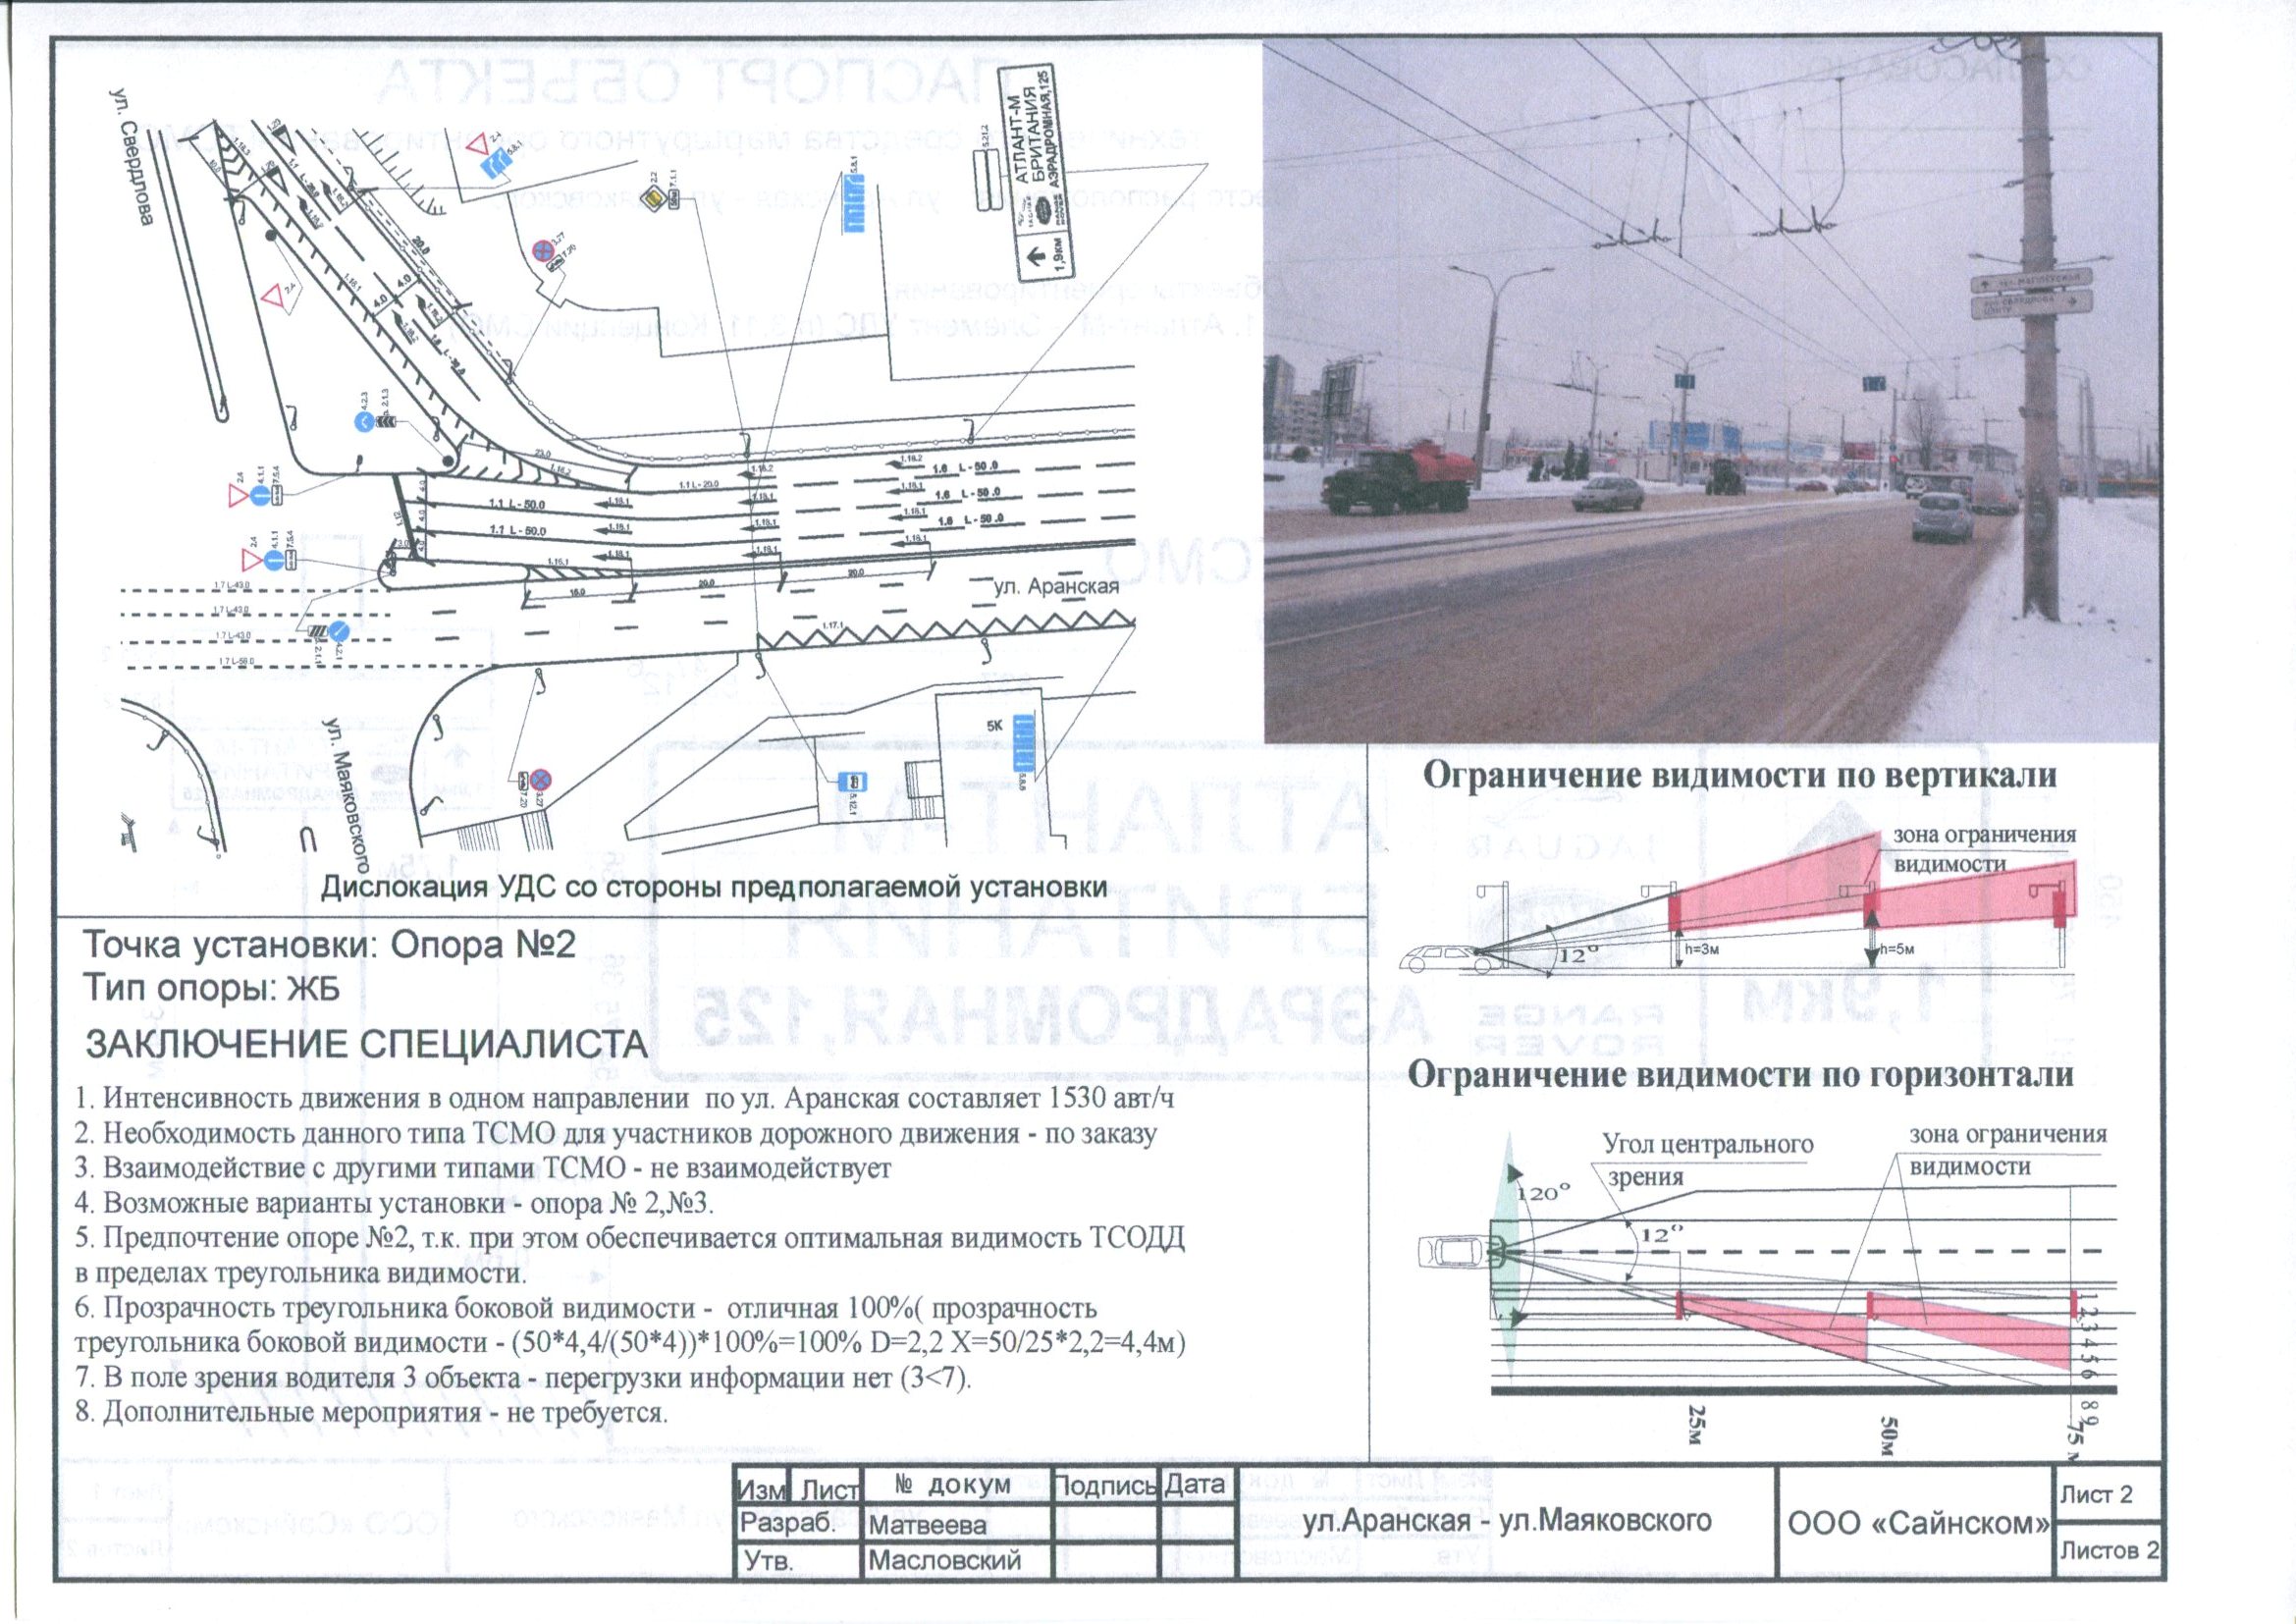 ул. Свердлова
АТЛАНТ-М
БРИТАНИЯ
АЭРАДРОМНАЯ,125
1,9км
ул. Аранская
ул. Маяковского
5К
1.1 L-50.0
1.1 L-50.0
1.1 L-20.0
1.6 L-50.0
1.6 L-50.0
1.6 L-50.0
1.7 L-43.0
1.7 L-43.0
1.7 L-43.0
1.17.1
Дислокация УДС со стороны предполагаемой установки
Точка установки: Опора №2
Тип опоры: ЖБ
ЗАКЛЮЧЕНИЕ СПЕЦИАЛИСТА
1. Интенсивность движения в одном направлении по ул. Аранская составляет 1530 авт/ч
2. Необходимость данного типа ТСМО для участников дорожного движения - по заказу
3. Взаимодействие с другими типами ТСМО - не взаимодействует
4. Возможные варианты установки - опора № 2,№3.
5. Предпочтение опоре №2, т.к. при этом обеспечивается оптимальная видимость ТСОДД
в пределах треугольника видимости.
6. Прозрачность треугольника боковой видимости - отличная 100%( прозрачность
треугольника боковой видимости - (50*4,4/(50*4))*100%=100% D=2,2 X=50/25*2,2=4,4м)
7. В поле зрения водителя 3 объекта - перегрузки информации нет (3<7).
8. Дополнительные мероприятия - не требуется.
Ограничение видимости по вертикали
зона ограничения
видимости
12°
h=3м
h=5м
Ограничение видимости по горизонтали
Угол центрального
зрения
зона ограничения
видимости
120°
12°
1 2 3 4 5 6 8 9
25м
50м
75 м
Изм Лист № докум Подпись Дата
Разраб. Матвеева
Утв. Масловский
ул.Аранская - ул.Маяковского
ООО «Сайнском»
Лист 2
Листов 2